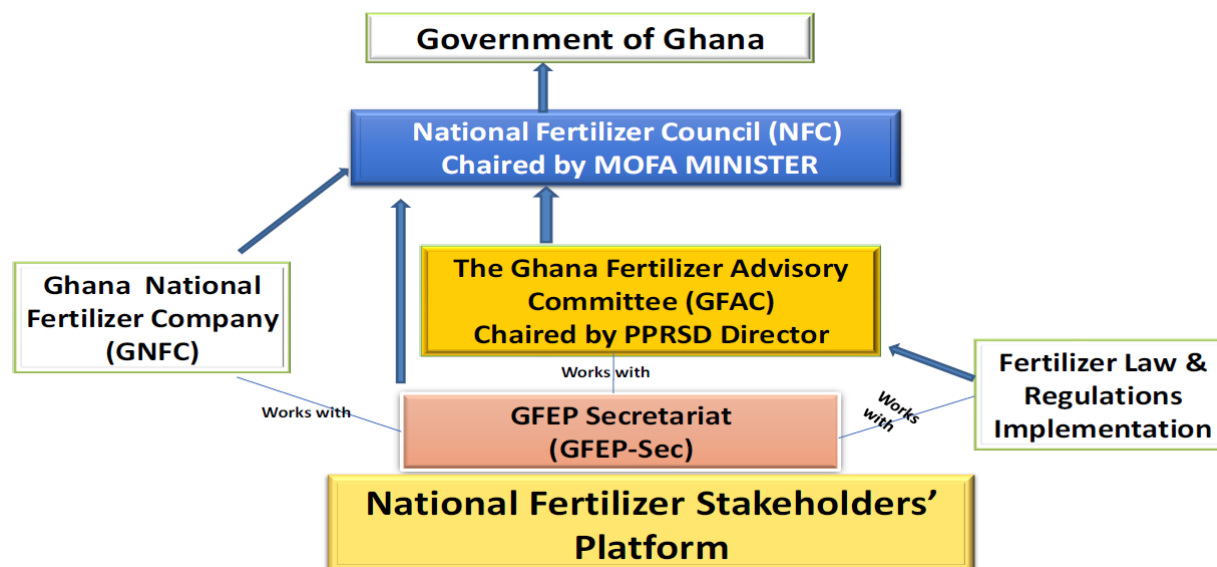 Government of Ghana
National Fertilizer Council (NFC)
Chaired by MOFA MINISTER
Ghana National
Fertilizer Company
(GNFC)
The Ghana Fertilizer Advisory
Committee (GFAC)
Chaired by PPRSD Director
Fertilizer Law &
Regulations
Implementation
Works with
Works with
Works
with
GFEP Secretariat
(GFEP-Sec)
National Fertilizer Stakeholders’
Platform